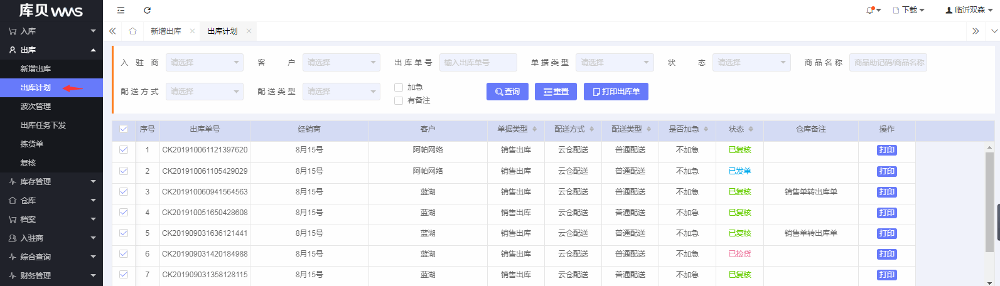 库贝WMS
临沂双森
下载
入库
新增出库
出库计划
出库
新增出库
出库计划
波次管理
出库任务下发
拣货单
复核
库存管理
仓库
档案
入驻商
综合查询
财务管理
入驻商 请选择 客户 请选择 出库单号 输入出库单号 单据类型 请选择 状态 请选择 商品名称 商品助记码/商品名称
配送方式 请选择 配送类型 请选择 加急 有备注 查询 重置 打印出库单
序号 出库单号 经销商 客户 单据类型 配送方式 配送类型 是否加急 状态 仓库备注 操作
1 CK201910061121397620 8月15号 阿帕网络 销售出库 云仓配送 普通配送 不加急 已复核 打印
2 CK201910061105429029 8月15号 阿帕网络 销售出库 云仓配送 普通配送 不加急 已发单 打印
3 CK201910060941564563 8月15号 蓝湖 销售出库 云仓配送 普通配送 不加急 已复核 销售单转出库单 打印
4 CK201910051650428608 8月15号 蓝湖 销售出库 云仓配送 普通配送 不加急 已复核 打印
5 CK201909031636121441 8月15号 蓝湖 销售出库 云仓配送 普通配送 不加急 已复核 销售单转出库单 打印
6 CK201909031420184988 8月15号 蓝湖 销售出库 云仓配送 普通配送 不加急 已捡货 打印
7 CK201909031358128115 8月15号 蓝湖 销售出库 云仓配送 普通配送 不加急 已复核 打印